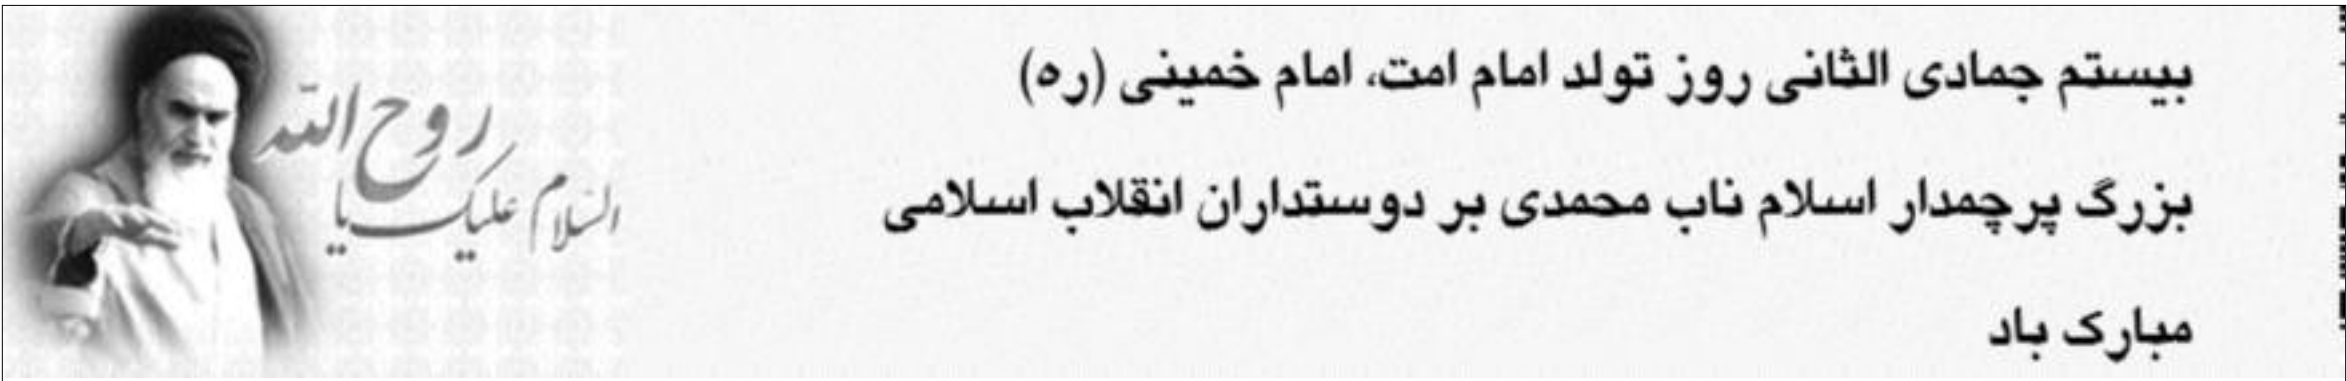 بیستم جمادی الثانی روز تولد امام امت، امام خمینی (ره)
بزرگ پرچمدار اسلام ناب محمدی بر دوستداران انقلاب اسلامی
مبارک باد
روح الله
السلام علیک یا